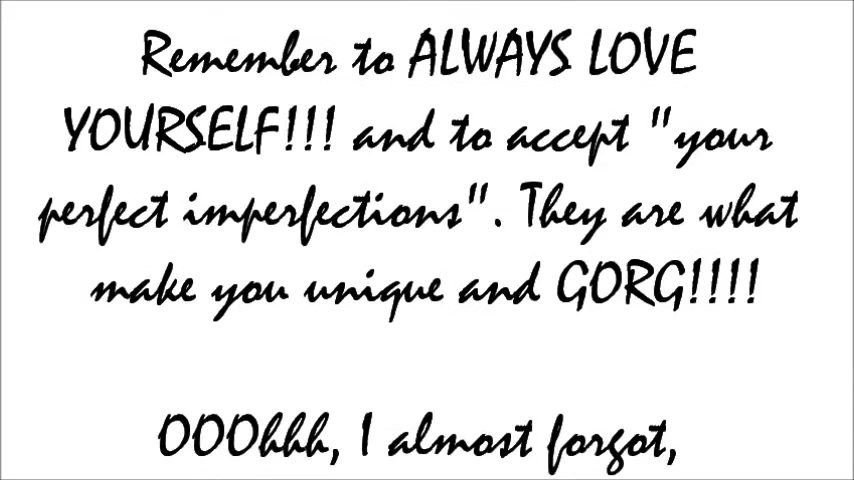 Remember to ALWAYS LOVE
YOURSELF!!! and to accept "your
perfect imperfections". They are what
make you unique and GORG!!!!
OOOhhh, I almost forgot,